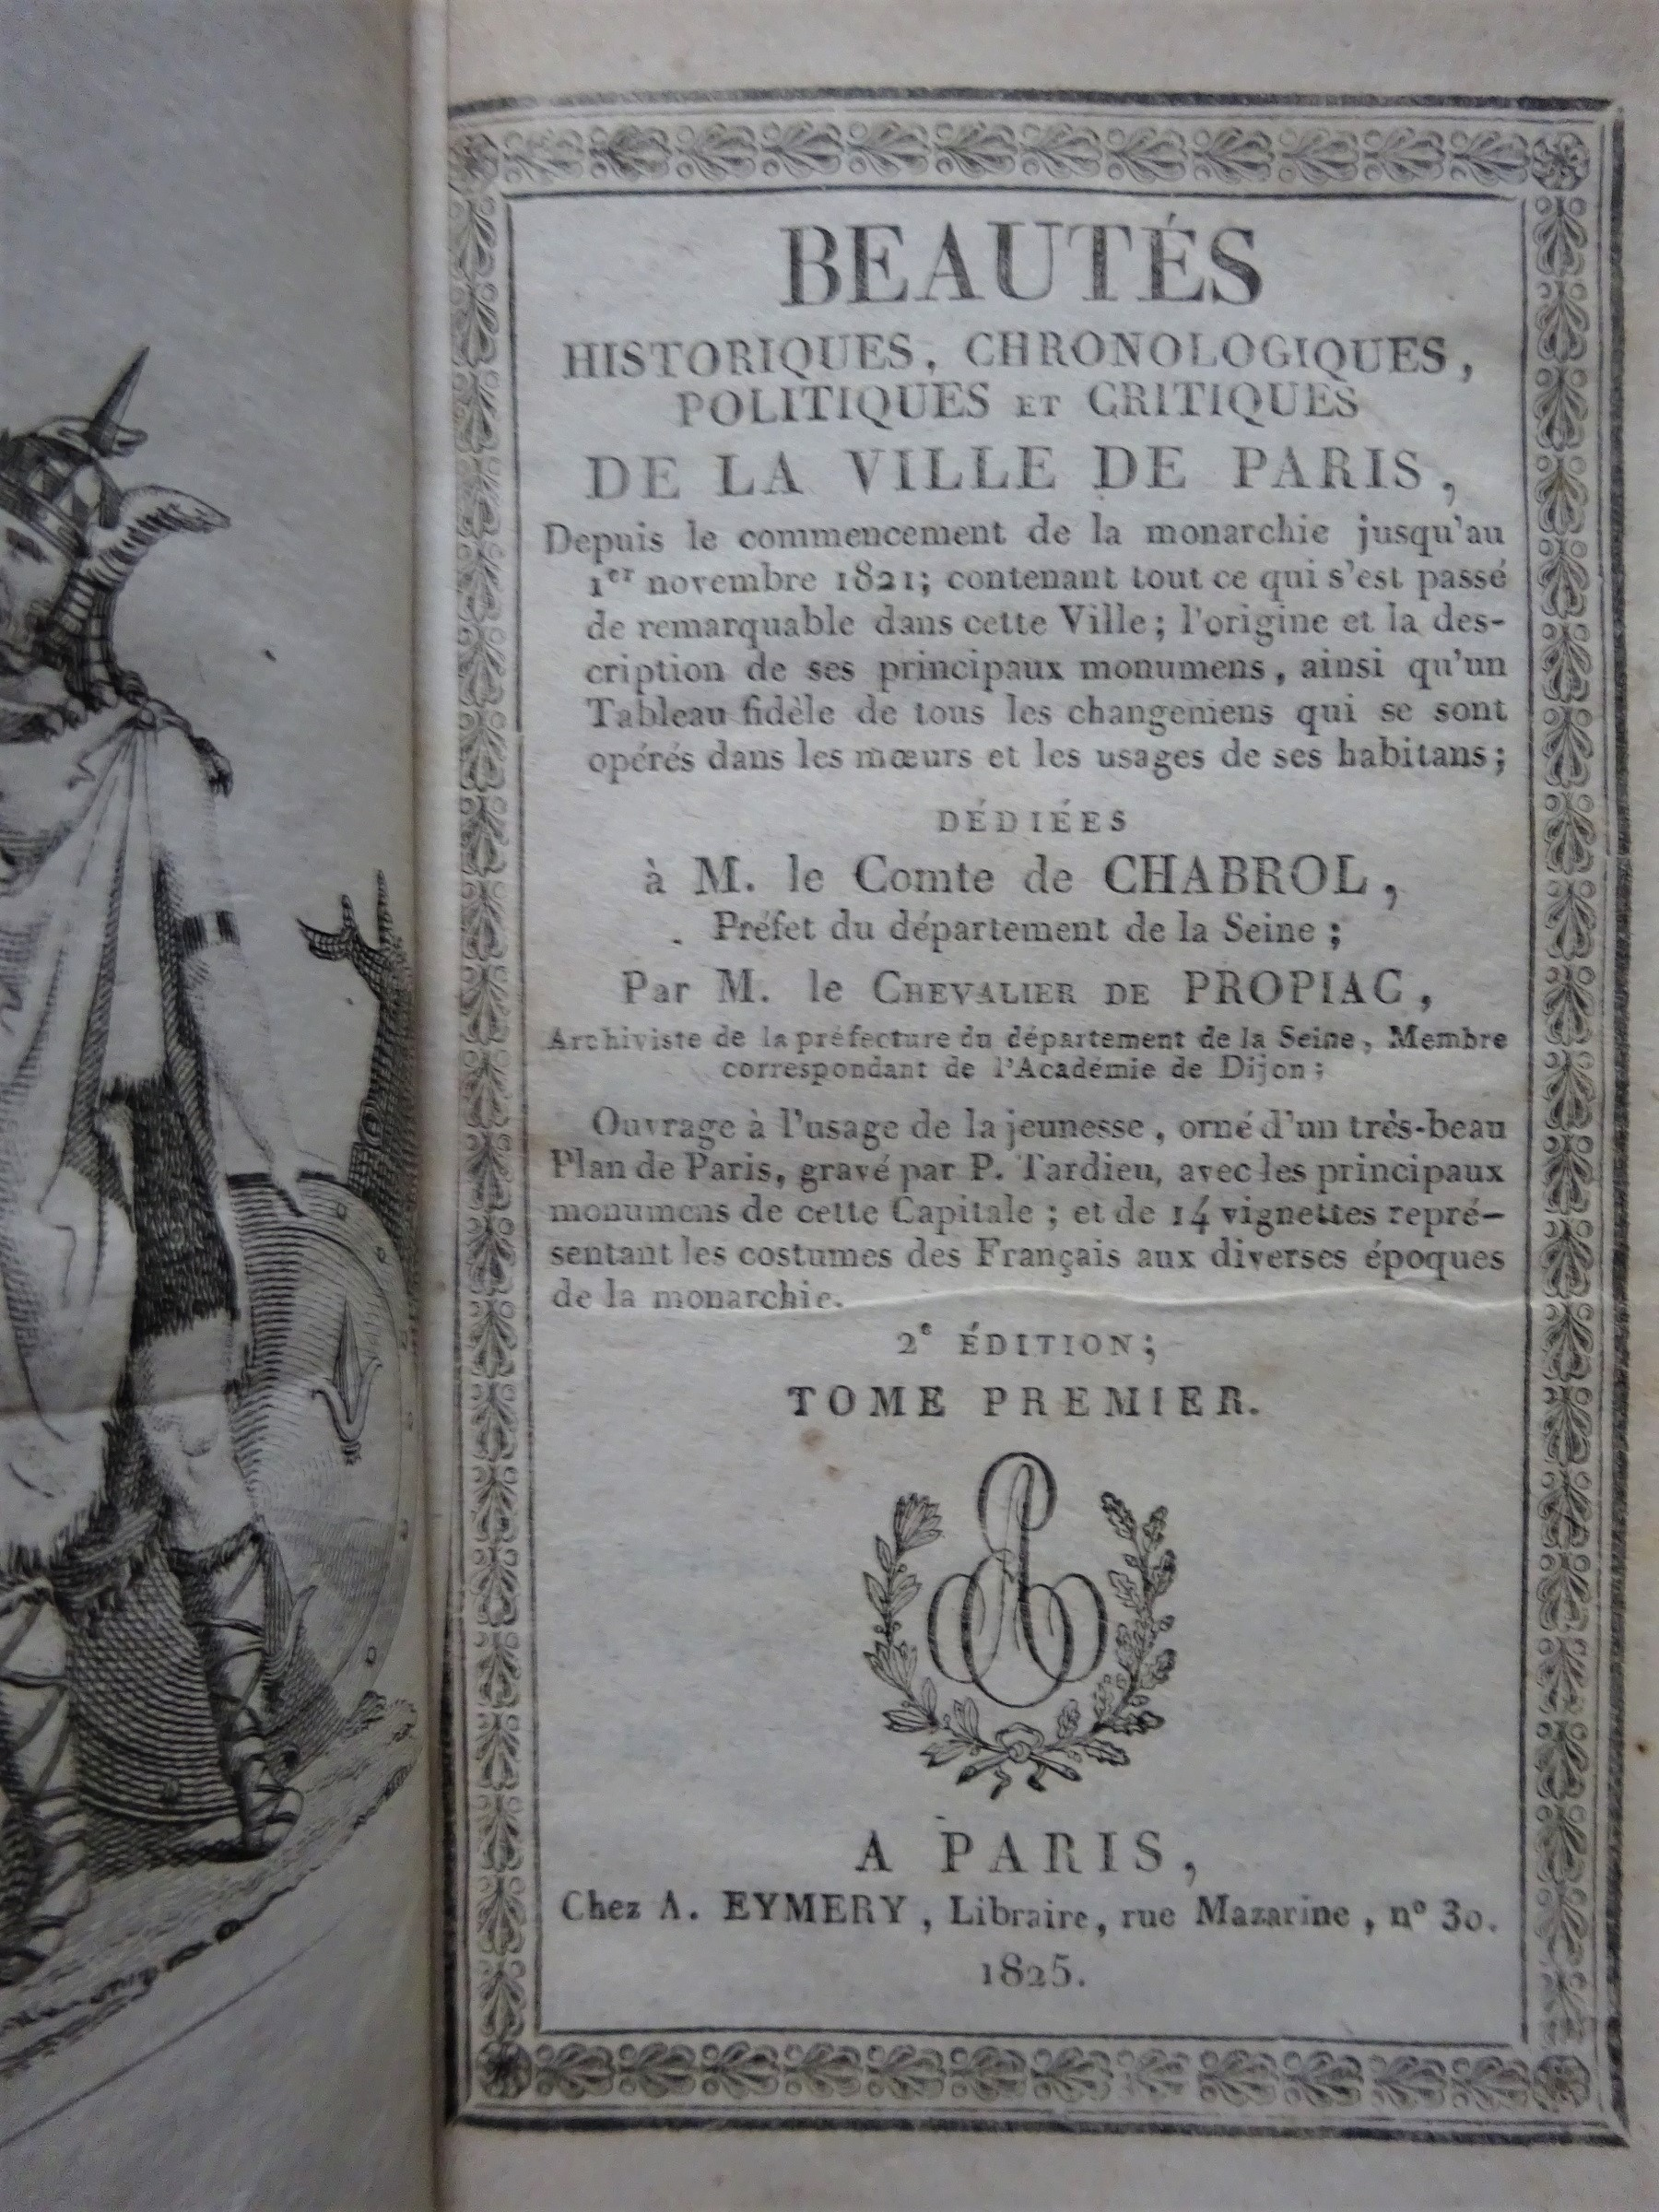 BEAUTÉS
HISTORIQUES, CHRONOLOGIQUES,
POLITIQUES ET CRITIQUES
DE LA VILLE DE PARIS,
Depuis le commencement de la monarchie jusqu'au
1er novembre 1821; contenant tout ce qui s'est passé
de remarquable dans cette Ville; l'origine et la des-
cription de ses principaux monumens, ainsi qu'un
Tableau fidèle de tous les changemens qui se sont
opérés dans les mœurs et les usages de ses habitans;
DÉDIÉES
à M. le Comte de CHABROL,
Préfet du département de la Seine;
Par M. le CHEVALIER DE PROPIAC,
Archiviste de la préfecture du département de la Seine, Membre
correspondant de l'Académie de Dijon;
Ouvrage à l'usage de la jeunesse, orné d'un très-beau
Plan de Paris, gravé par P. Tardieu, avec les principaux
monumens de cette Capitale; et de 14 vignettes repré-
sentant les costumes des Français aux diverses époques
de la monarchie.
2e ÉDITION;
TOME PREMIER.
A PARIS,
Chez A. EYMERY, Libraire, rue Mazarine, n° 30.
1825.